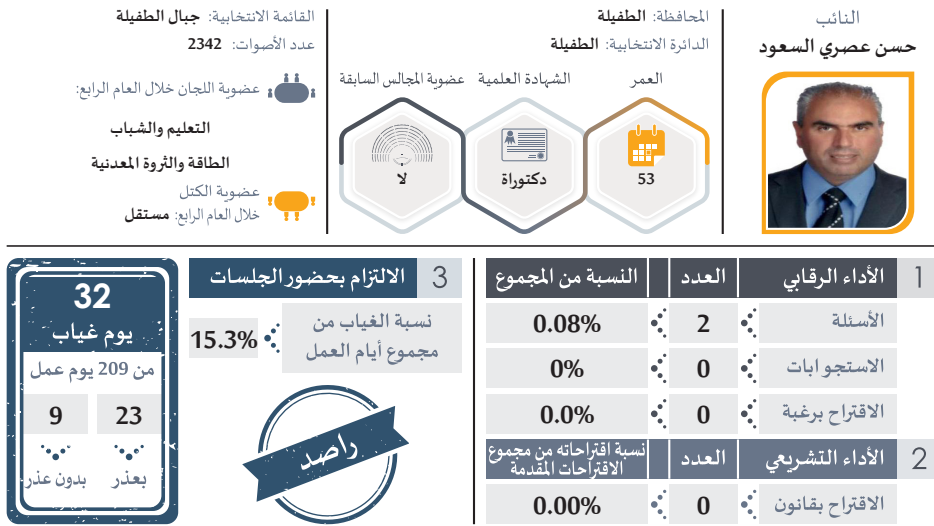 النائب
حسن عصري السعود
المحافظة: الطفيلة
الدائرة الانتخابية: الطفيلة
العمر
53
الشهادة العلمية
دكتوراة
عضوية المجالس السابقة
لا
القائمة الانتخابية: جبال الطفيلة
عدد الأصوات: 2342
عضوية اللجان خلال العام الرابع:
التعليم والشباب
الطاقة والثروة المعدنية
عضوية الكتل
خلال العام الرابع: مستقل
1 الأداء الرقابي العدد النسبة من المجموع
الأسئلة 2 0.08%
الاستجوابات 0 0%
الاقتراح برغبة 0 0.0%
2 الأداء التشريعي العدد نسبة اقتراحاته من مجموع
الاقتراحات المقدمة
الاقتراح بقانون 0 0.00%
3 الالتزام بحضور الجلسات
نسبة الغياب من
مجموع أيام العمل
15.3%
راصد
32
يوم غياب
من 209 يوم عمل
23 9
بعذر بدون عذر